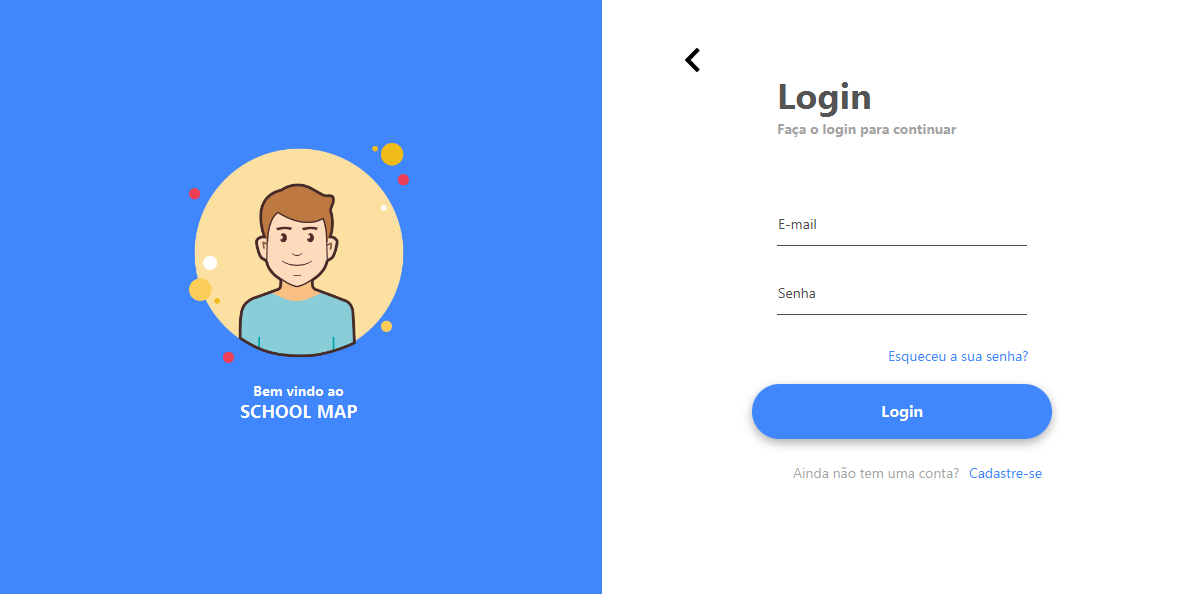 Bem vindo ao
SCHOOL MAP
Login
Faça o login para continuar
E-mail
Senha
Esqueceu a sua senha?
Login
Ainda não tem uma conta? Cadastre-se